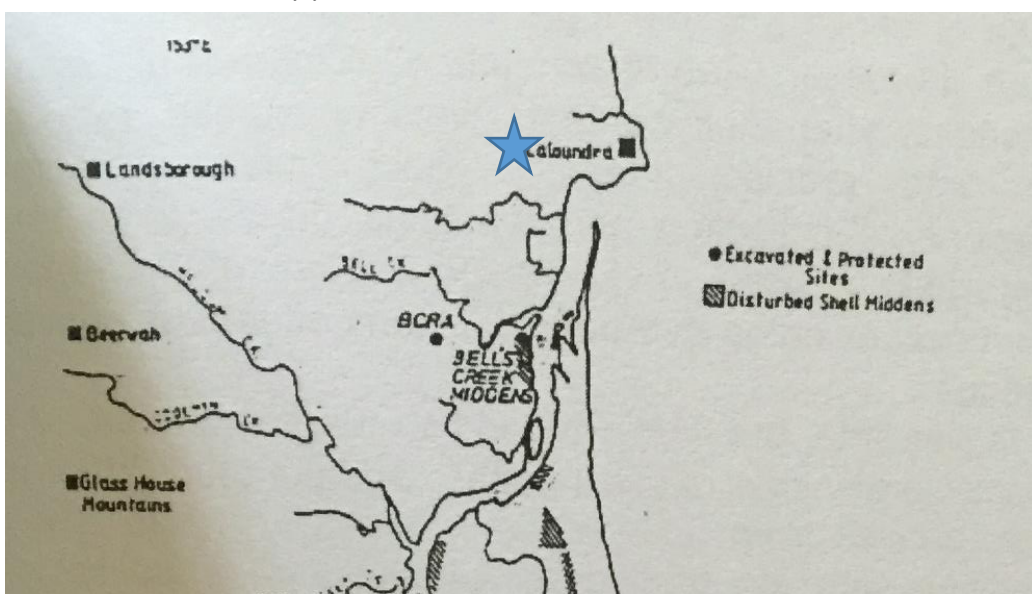 153°E
Landsborough
Caloundra
BELL CK
Excavated & Protected
Sites
Disturbed Shell Middens
BCRA
Beerwah
BELL'S
CREEK
MIDDENS
CK
Glass House
Mountains